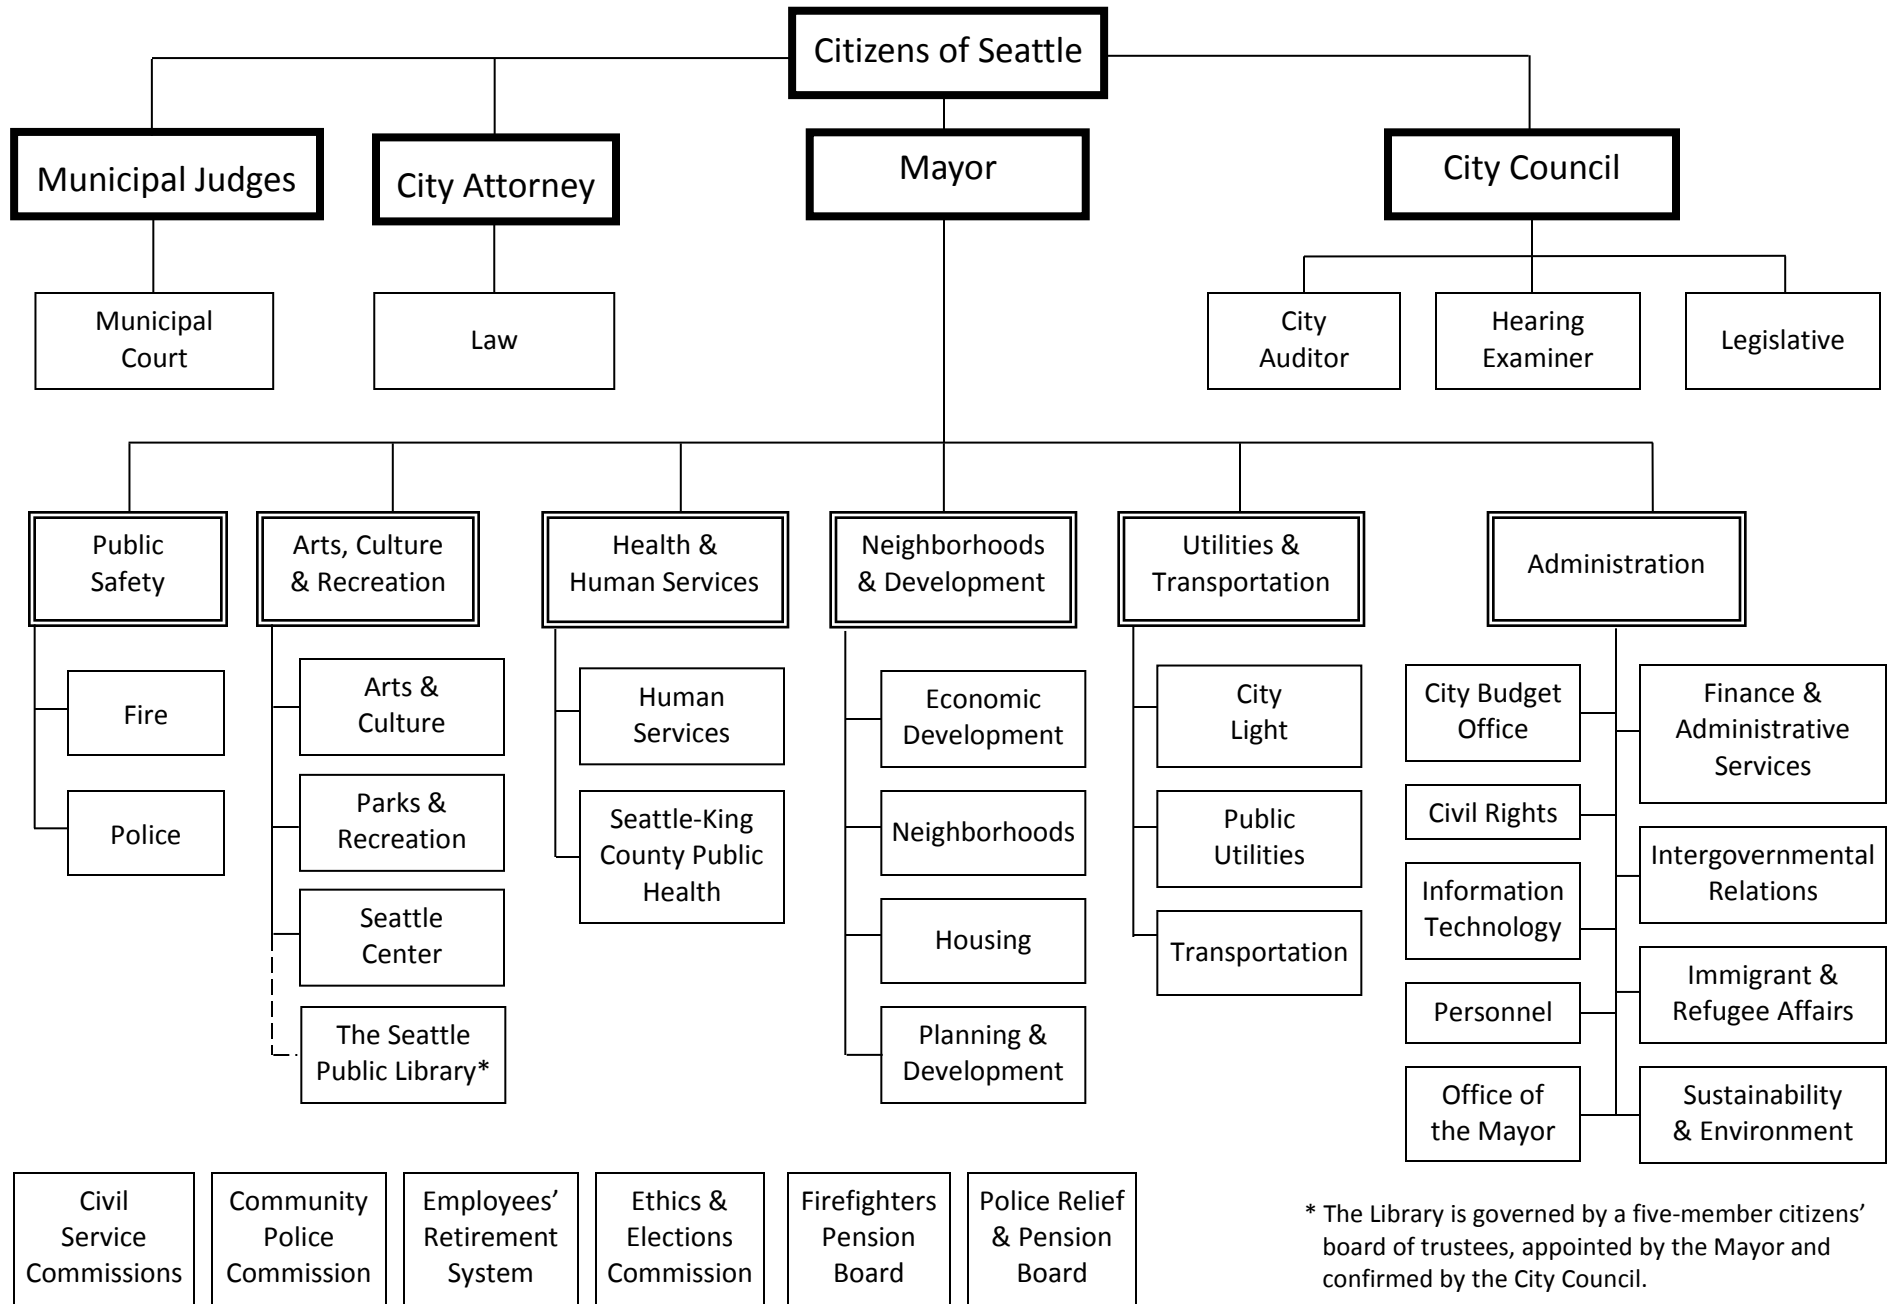 Citizens of Seattle
Municipal Judges
City Attorney
Mayor
City Council
Municipal
Court
Law
City
Auditor
Hearing
Examiner
Legislative
Public
Safety
Arts, Culture
& Recreation
Health &
Human Services
Neighborhoods
& Development
Utilities &
Transportation
Administration
Fire
Police
Arts &
Culture
Parks &
Recreation
Seattle
Center
The Seattle
Public Library*
Human
Services
Seattle-King
County Public
Health
Economic
Development
Neighborhoods
Housing
Planning &
Development
City
Light
Public
Utilities
Transportation
City Budget
Office
Civil Rights
Information
Technology
Personnel
Office of
the Mayor
Finance &
Administrative
Services
Intergovernmental
Relations
Immigrant &
Refugee Affairs
Sustainability
& Environment
Civil
Service
Commissions
Community
Police
Commission
Employees’
Retirement
System
Ethics &
Elections
Commission
Firefighters
Pension
Board
Police Relief
& Pension
Board
* The Library is governed by a five-member citizens’
board of trustees, appointed by the Mayor and
confirmed by the City Council.